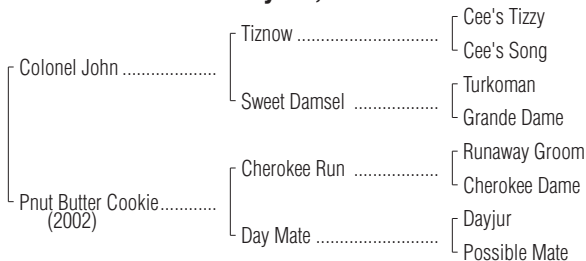 Cee's Tizzy
Tiznow
Cee's Song
Colonel John
Turkoman
Sweet Damsel
Grande Dame
Runaway Groom
Cherokee Run
Cherokee Dame
Pnut Butter Cookie
(2002)
Dayjur
Day Mate
Possible Mate